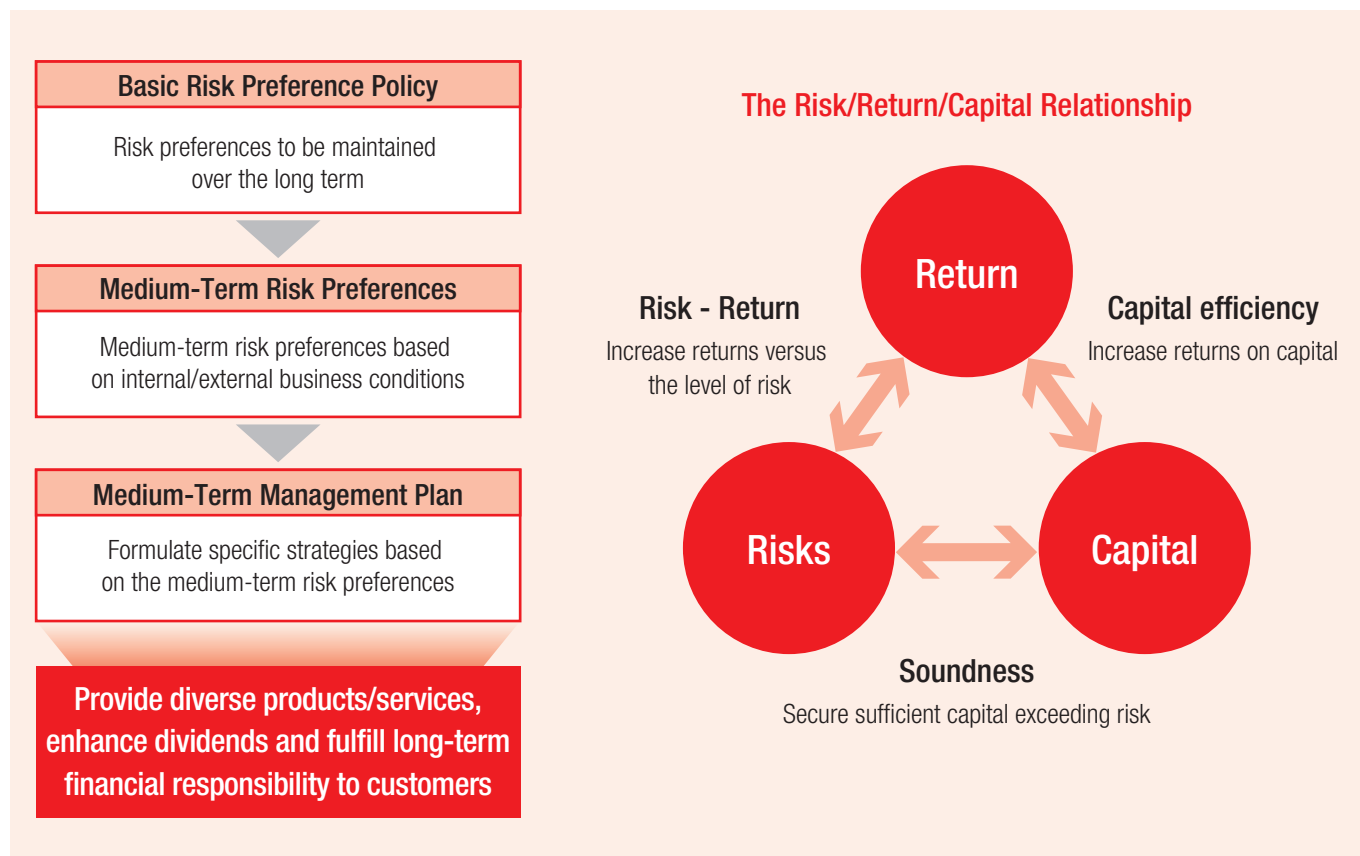 Basic Risk Preference Policy
Risk preferences to be maintained
over the long term
Medium-Term Risk Preferences
Medium-term risk preferences based
on internal/external business conditions
Medium-Term Management Plan
Formulate specific strategies based
on the medium-term risk preferences
Provide diverse products/services,
enhance dividends and fulfill long-term
financial responsibility to customers
The Risk/Return/Capital Relationship
Return
Risk - Return
Increase returns versus
the level of risk
Capital efficiency
Increase returns on capital
Risks
Capital
Soundness
Secure sufficient capital exceeding risk